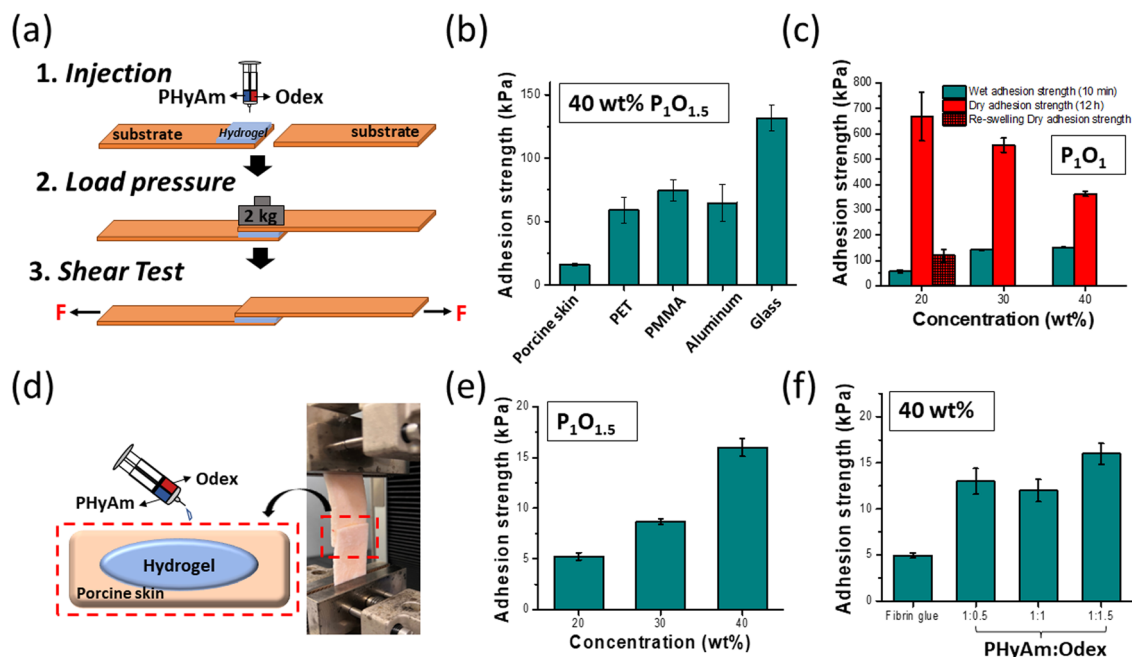 (a)
1. Injection
PHyAm
Odex
substrate
Hydrogel
substrate
2. Load pressure
2 kg
3. Shear Test
F
F
(b)
Adhesion strength (kPa)
40 wt% P1O1.5
150
100
50
0
Porcine skin
PET
PMMA
Aluminum
Glass
(c)
Adhesion strength (kPa)
Wet adhesion strength (10 min)
Dry adhesion strength (12 h)
Re-swelling Dry adhesion strength
P1O1
800
700
600
500
400
300
200
100
0
20
30
40
Concentration (wt%)
(d)
Odex
PHyAm
Hydrogel
Porcine skin
(e)
Adhesion strength (kPa)
P1O1.5
20
15
10
5
0
20
30
40
Concentration (wt%)
(f)
Adhesion strength (kPa)
40 wt%
20
15
10
5
0
Fibrin glue
1:0.5
1:1
1:1.5
PHyAm:Odex